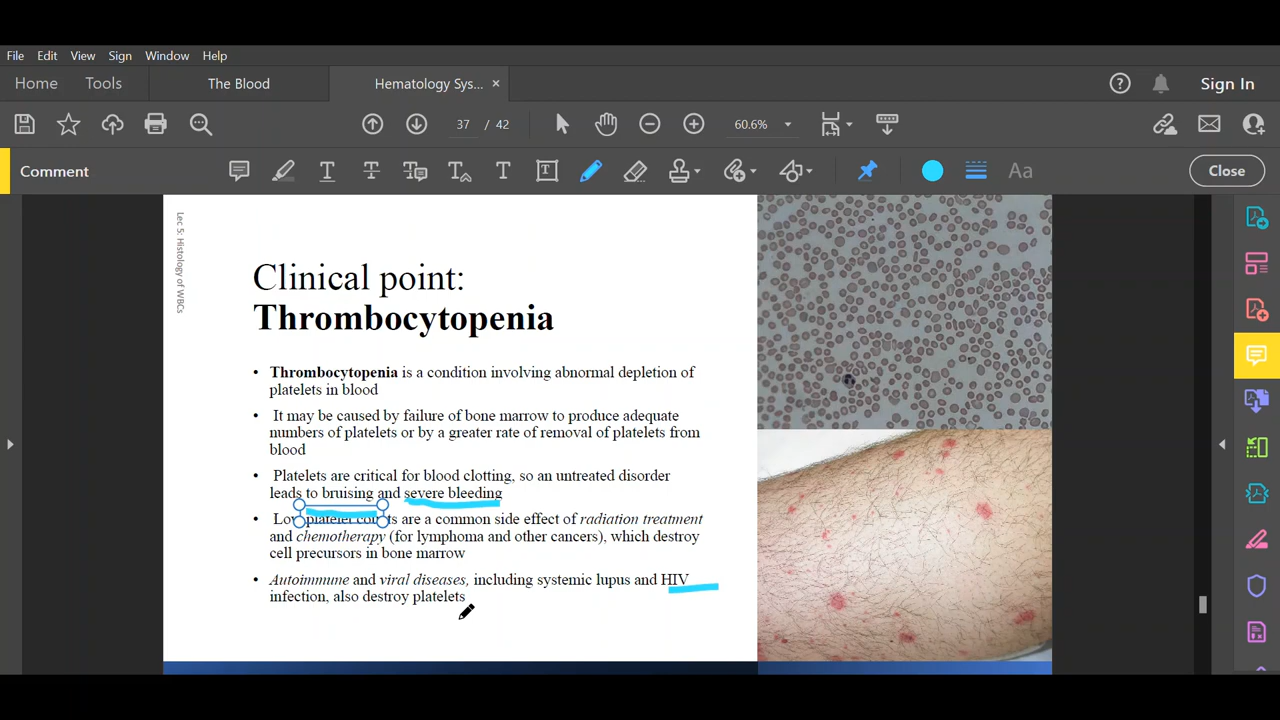 File Edit View Sign Window Help
Home Tools The Blood Hematology Sys... × Sign In
37 / 42 60.6%
Comment Aa Close
Lec 5: Histology of WBCs
Clinical point:
Thrombocytopenia
• Thrombocytopenia is a condition involving abnormal depletion of
platelets in blood
• It may be caused by failure of bone marrow to produce adequate
numbers of platelets or by a greater rate of removal of platelets from
blood
• Platelets are critical for blood clotting, so an untreated disorder
leads to bruising and severe bleeding
• Low platelet counts are a common side effect of radiation treatment
and chemotherapy (for lymphoma and other cancers), which destroy
cell precursors in bone marrow
• Autoimmune and viral diseases, including systemic lupus and HIV
infection, also destroy platelets